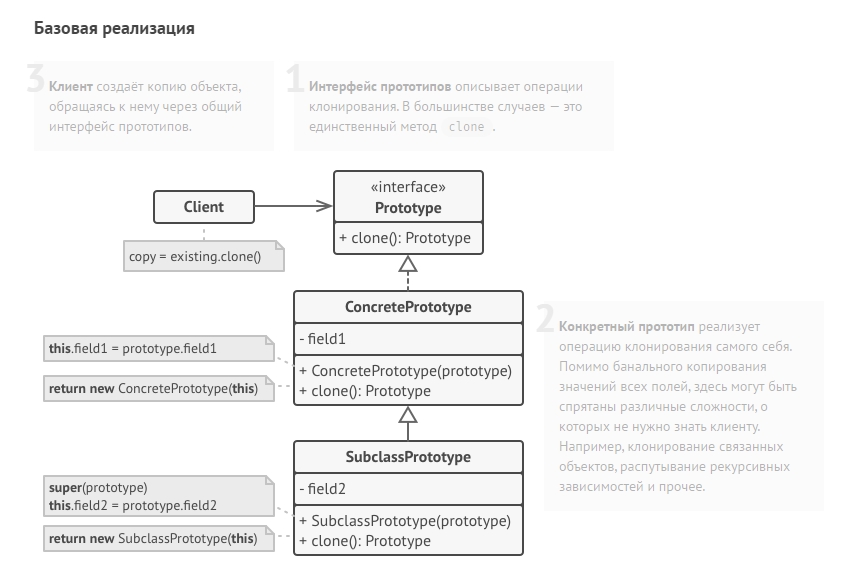 Базовая реализация
3
Клиент создаёт копию объекта,
обращаясь к нему через общий
интерфейс прототипов.
1
Интерфейс прототипов описывает операции
клонирования. В большинстве случаев — это
единственный метод clone .
Client
copy = existing.clone()
«interface»
Prototype
+ clone(): Prototype
ConcretePrototype
- field1
+ ConcretePrototype(prototype)
+ clone(): Prototype
this.field1 = prototype.field1
return new ConcretePrototype(this)
2
Конкретный прототип реализует
операцию клонирования самого себя.
Помимо банального копирования
значений всех полей, здесь могут быть
спрятаны различные сложности, о
которых не нужно знать клиенту.
Например, клонирование связанных
объектов, распутывание рекурсивных
зависимостей и прочее.
SubclassPrototype
- field2
+ SubclassPrototype(prototype)
+ clone(): Prototype
super(prototype)
this.field2 = prototype.field2
return new SubclassPrototype(this)